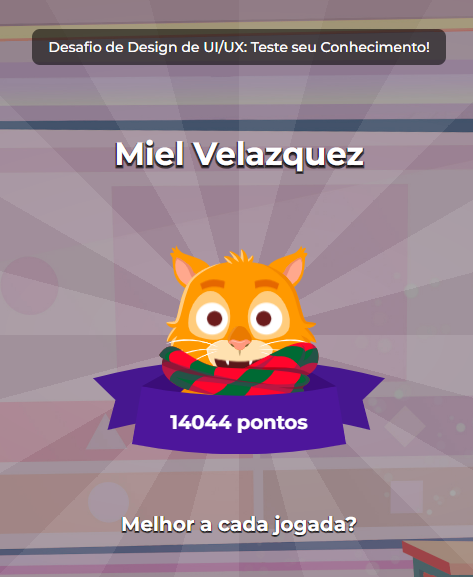 Desafio de Design de UI/UX: Teste seu Conhecimento!
Miel Velazquez
14044 pontos
Melhor a cada jogada?